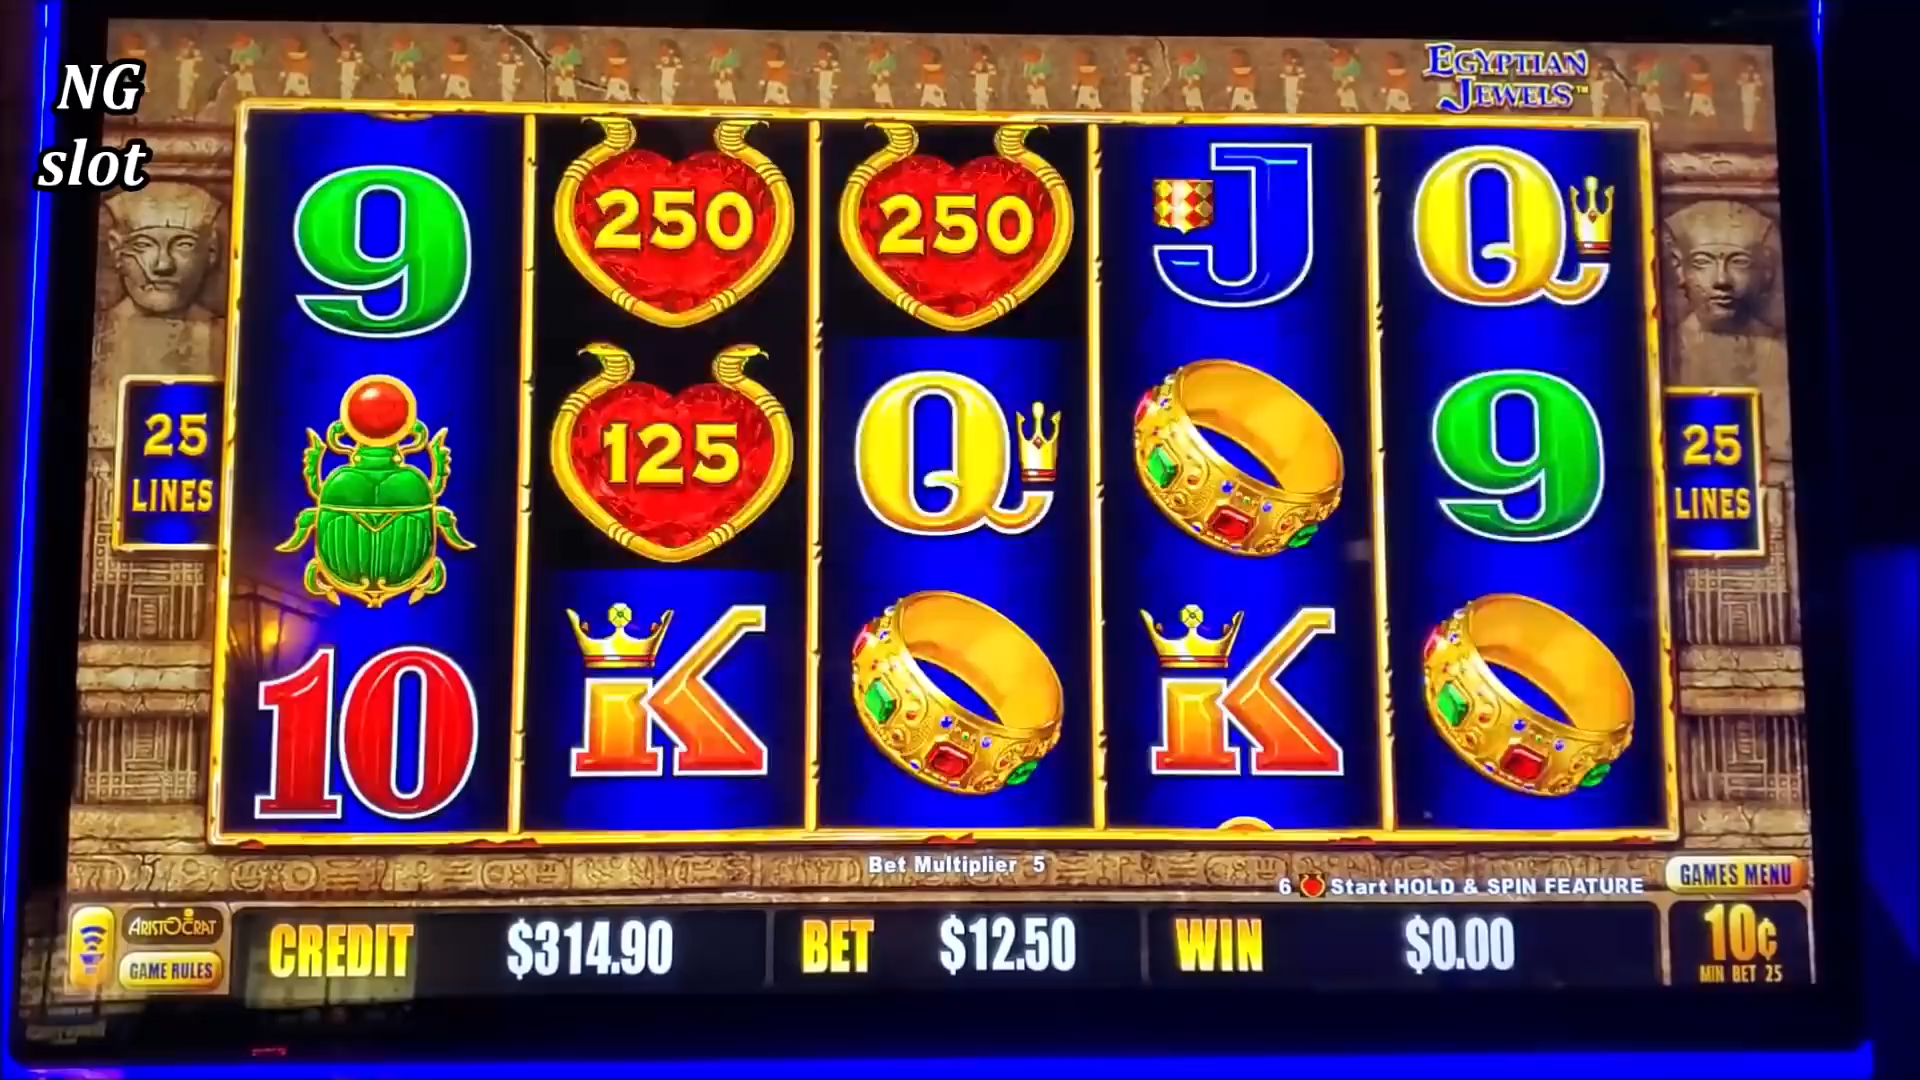 NG
slot
EGYPTIAN
JEWELS™
9
250
250
J
Q
25
LINES
125
Q
9
25
LINES
10
K
K
Bet Multiplier 5
6 Start HOLD & SPIN FEATURE
GAMES MENU
ARISTOCRAT
GAME RULES
CREDIT $314.90
BET $12.50
WIN $0.00
10¢
MIN BET 25